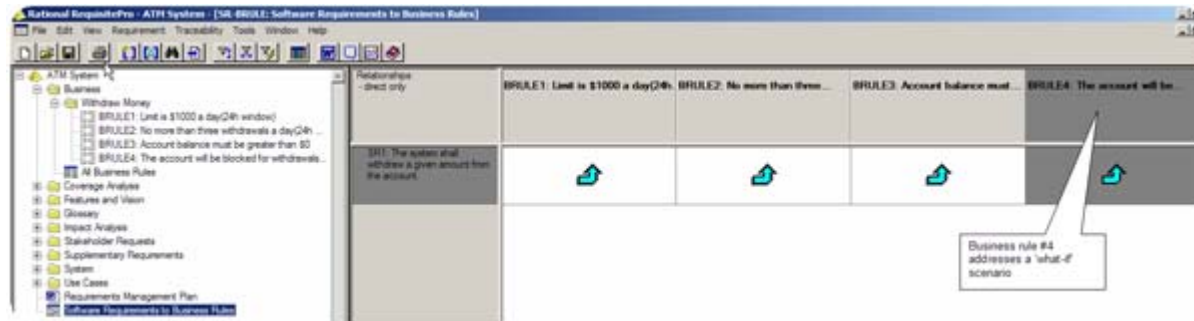 Rational RequisitePro - ATM System - [SR-BRULE: Software Requirements to Business Rules]
File Edit View Requirement Traceability Tools Window Help
ATM System
Business
Withdraw Money
BRULE1: Limit is $1000 a day(24h window)
BRULE2: No more than three withdrawals a day(24h ...
BRULE3: Account balance must be greater than $0
BRULE4: The account will be blocked for withdrawals...
All Business Rules
Coverage Analysis
Features and Vision
Glossary
Impact Analysis
Stakeholder Requests
Supplementary Requirements
System
Use Cases
Requirements Management Plan
Software Requirements to Business Rules
Relationships
- direct only
BRULE1: Limit is $1000 a day(24h. BRULE2: No more than three... BRULE3: Account balance must... BRULE4: The account will be...
SR1: The system shall
withdraw a given amount from
the account.
Business rule #4
addresses a 'what-if'
scenario